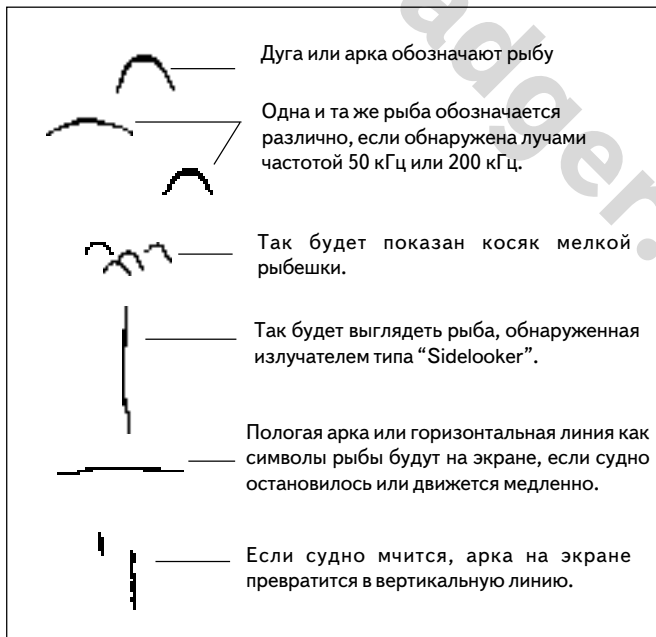 Дуга или арка обозначают рыбу
Одна и та же рыба обозначается
различно, если обнаружена лучами
частотой 50 кГц или 200 кГц.
Так будет показан косяк мелкой
рыбешки.
Так будет выглядеть рыба, обнаруженная
излучателем типа “Sidelooker”.
Пологая арка или горизонтальная линия как
символы рыбы будут на экране, если судно
остановилось или движется медленно.
Если судно мчится, арка на экране
превратится в вертикальную линию.
adger.